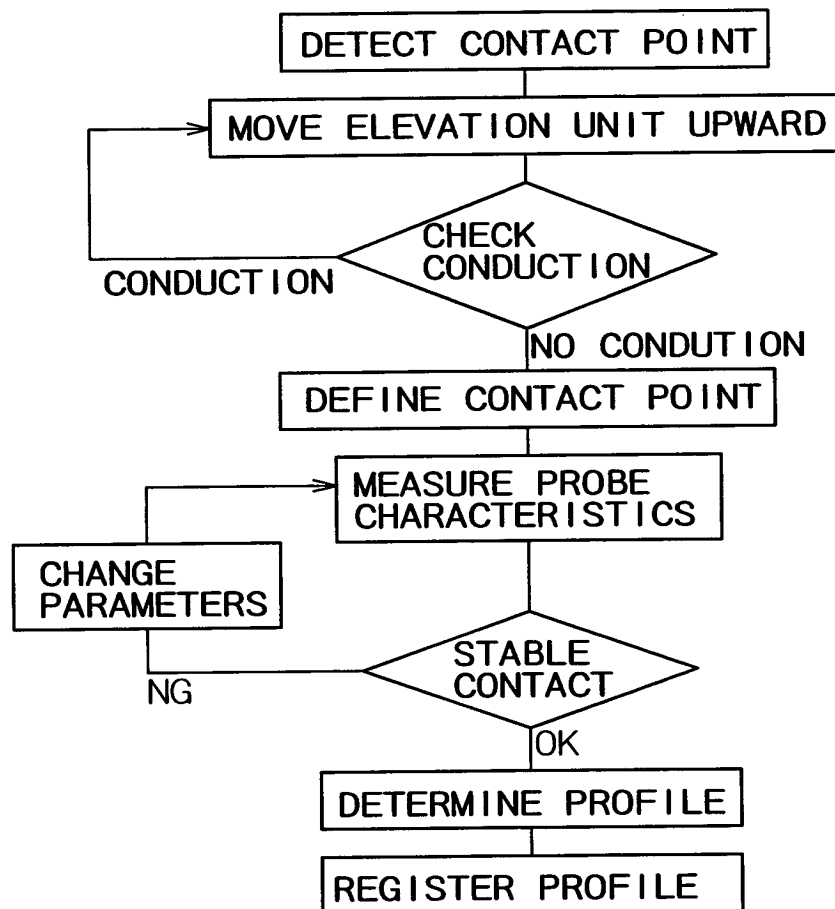 DETECT CONTACT POINT
MOVE ELEVATION UNIT UPWARD
CHECK
CONDUCTION
CONDUCTION
NO CONDUTION
DEFINE CONTACT POINT
MEASURE PROBE
CHARACTERISTICS
CHANGE
PARAMETERS
STABLE
CONTACT
NG
OK
DETERMINE PROFILE
REGISTER PROFILE